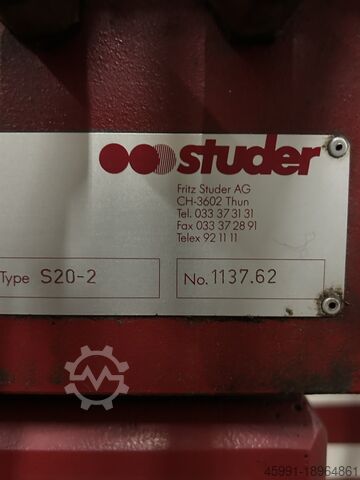 studer
Fritz Studer AG
CH-3602 Thun
Tel. 033 37 31 31
Fax 033 37 28 91
Telex 92 11 11
Type S20-2
No. 1137.62
45991-18964861